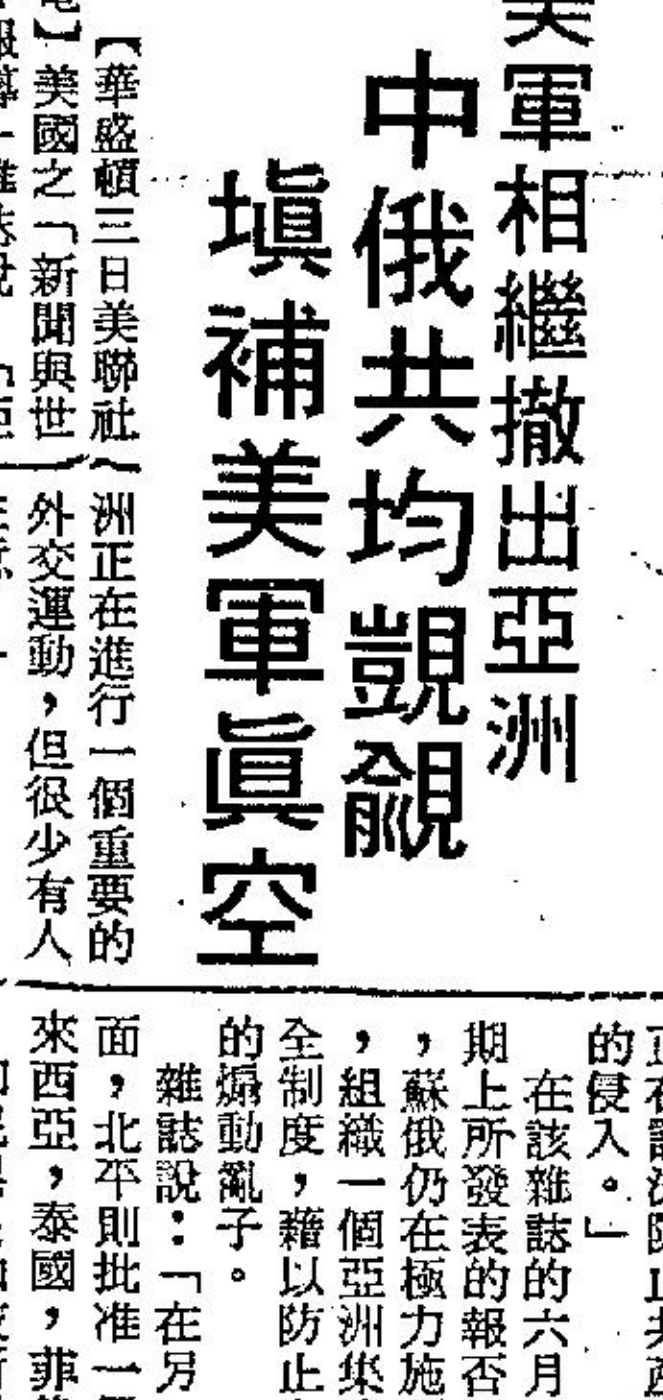 美軍相繼撤出亞洲
中俄共均覬覦
塡補美軍眞空
【華盛頓三日美聯社
電】美國之「新聞與世
洲正在進行一個重要的
外交運動，但很少有人
的侵入。」
在該雜誌的六月
期上所發表的報否
，蘇俄仍在極力施
，組織一個亞洲集
全制度，藉以防止
的煽動亂子。
雜誌說：「在另
面，北平則批准一
來西亞，泰國，菲